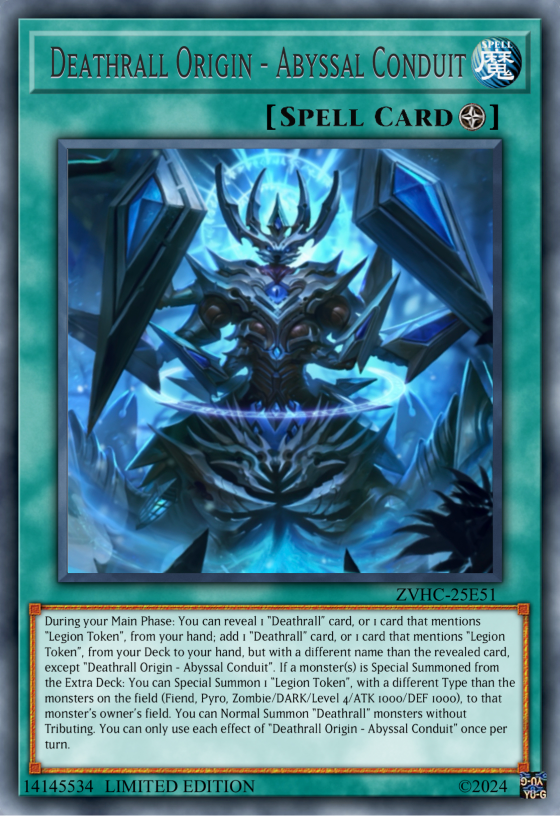 Deathrall Origin - Abyssal Conduit
SPELL
魔
[Spell Card]
ZVHC-25E51
During your Main Phase: You can reveal 1 "Deathrall" card, or 1 card that mentions
"Legion Token", from your hand; add 1 "Deathrall" card, or 1 card that mentions "Legion
Token", from your Deck to your hand, but with a different name than the revealed card,
except "Deathrall Origin - Abyssal Conduit". If a monster(s) is Special Summoned from
the Extra Deck: You can Special Summon 1 "Legion Token", with a different Type than the
monsters on the field (Fiend, Pyro, Zombie/DARK/Level 4/ATK 1000/DEF 1000), to that
monster's owner's field. You can Normal Summon "Deathrall" monsters without
Tributing. You can only use each effect of "Deathrall Origin - Abyssal Conduit" once per
turn.
14145534 LIMITED EDITION ©2024
YU-G
YU-G